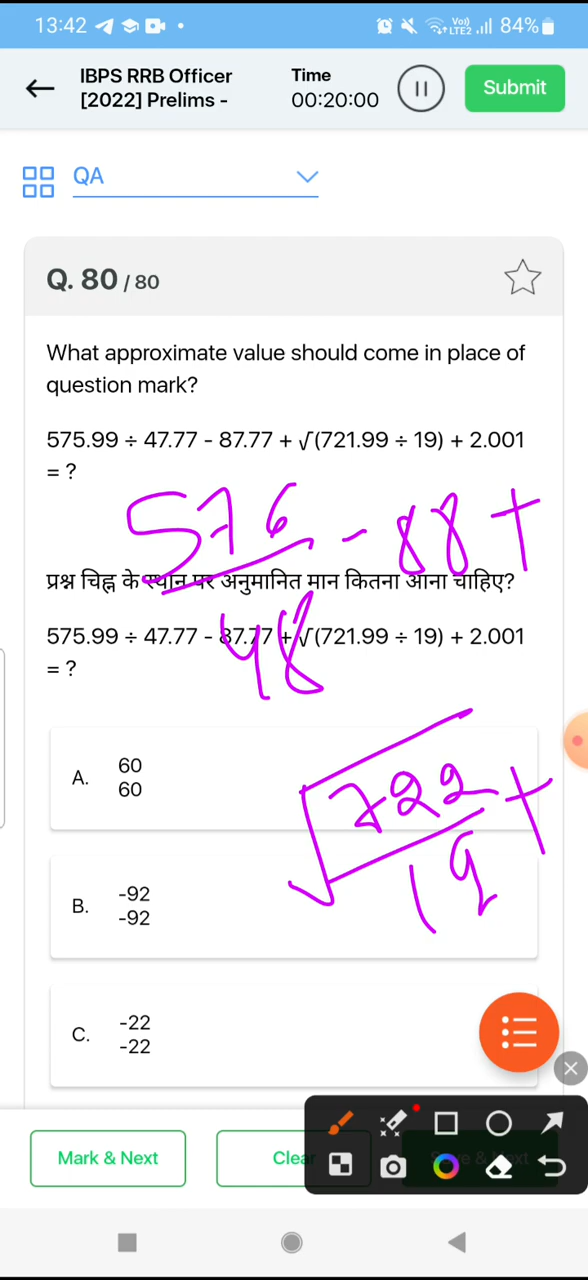 13:42 Vo) LTE2 84%
IBPS RRB Officer Time
[2022] Prelims - 00:20:00 Submit
QA
Q. 80 / 80
What approximate value should come in place of
question mark?
575.99 ÷ 47.77 - 87.77 + √(721.99 ÷ 19) + 2.001
= ?
576 - 88 +
प्रश्न चिह्न के स्थान पर अनुमानित मान कितना आना चाहिए?
575.99 ÷ 47.77 - 87.77 + √(721.99 ÷ 19) + 2.001
48
= ?
A. 60
60
√722 +
19
B. -92
-92
C. -22
-22
Mark & Next Clear & Next